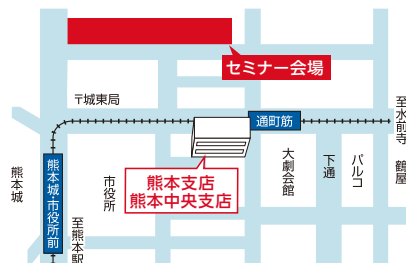 セミナー会場
〒城東局
通町筋
至水前寺
鶴屋
熊本城
熊本城・市役所前
市役所
熊本支店
熊本中央支店
大劇会館
下通
パルコ
至熊本駅